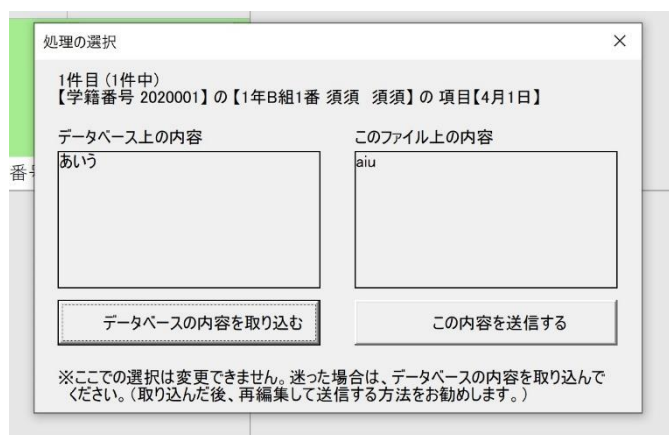 処理の選択
1件目 (1件中)
【学籍番号 2020001】 の 【1年B組1番 須須　須須】 の 項目【4月1日】
データベース上の内容
このファイル上の内容
あいう
aiu
データベースの内容を取り込む
この内容を送信する
※ここでの選択は変更できません。迷った場合は、データベースの内容を取り込んで
ください。（取り込んだ後、再編集して送信する方法をお勧めします。）